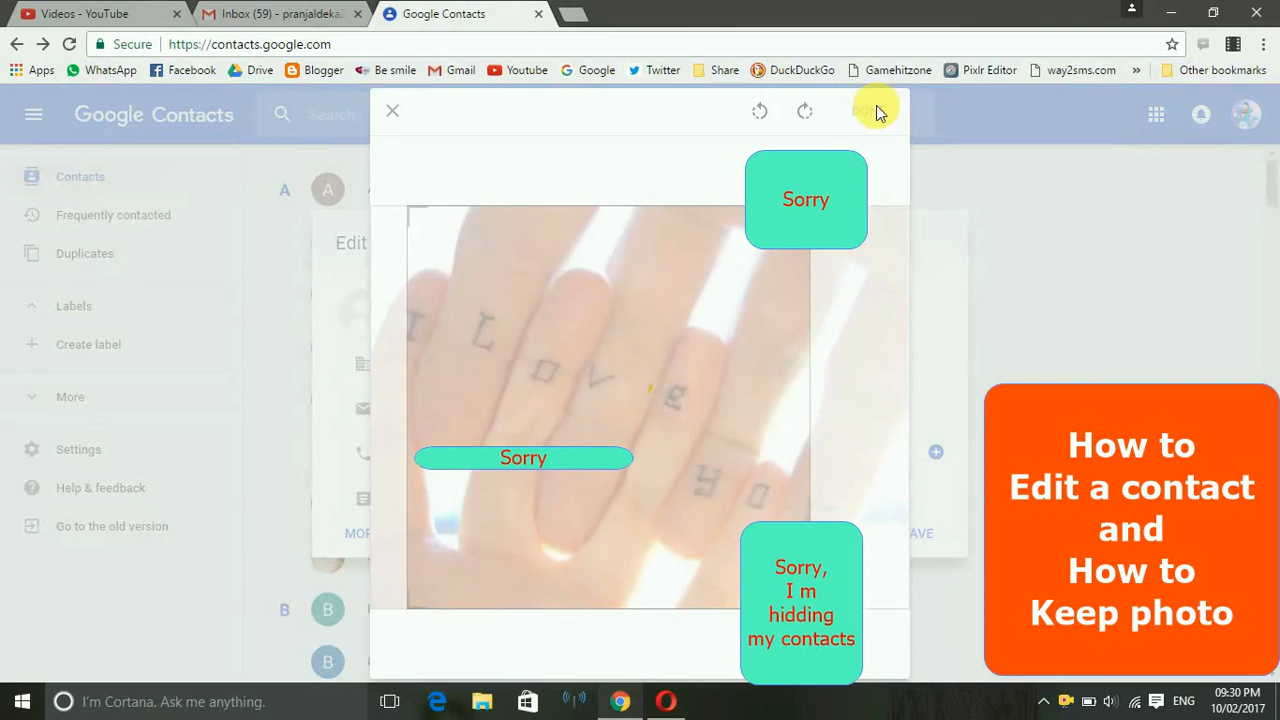 Videos - YouTube
Inbox (59) - pranjaldeka
Google Contacts
Secure
https://contacts.google.com
Apps
WhatsApp
Facebook
Drive
Blogger
Be smile
Gmail
Youtube
Google
Twitter
Share
DuckDuckGo
Gamehitzone
Pixlr Editor
way2sms.com
»
Other bookmarks
Google Contacts
Search
Contacts
Frequently contacted
Duplicates
Labels
Create label
More
Settings
Help & feedback
Go to the old version
A
A
B
B
B
Edit
Sorry
I L O V E
Y O
Sorry
Sorry,
I m
hidding
my contacts
How to
Edit a contact
and
How to
Keep photo
I'm Cortana. Ask me anything.
ENG
09:30 PM
10/02/2017